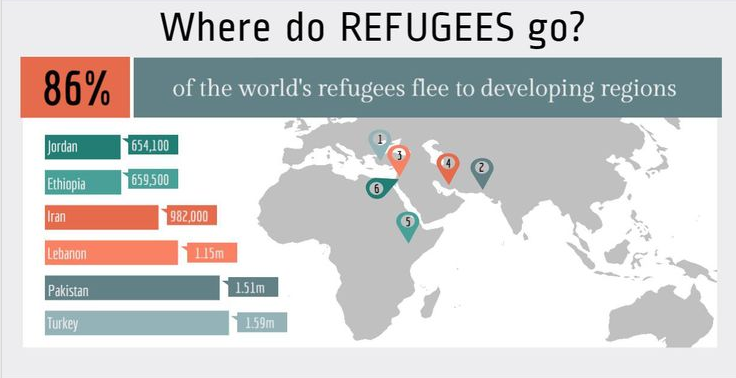 Where do REFUGEES go?
86%
of the world's refugees flee to developing regions
Jordan 654,100
Ethiopia 659,500
Iran 982,000
Lebanon 1.15m
Pakistan 1.51m
Turkey 1.59m
1
3
4
2
6
5